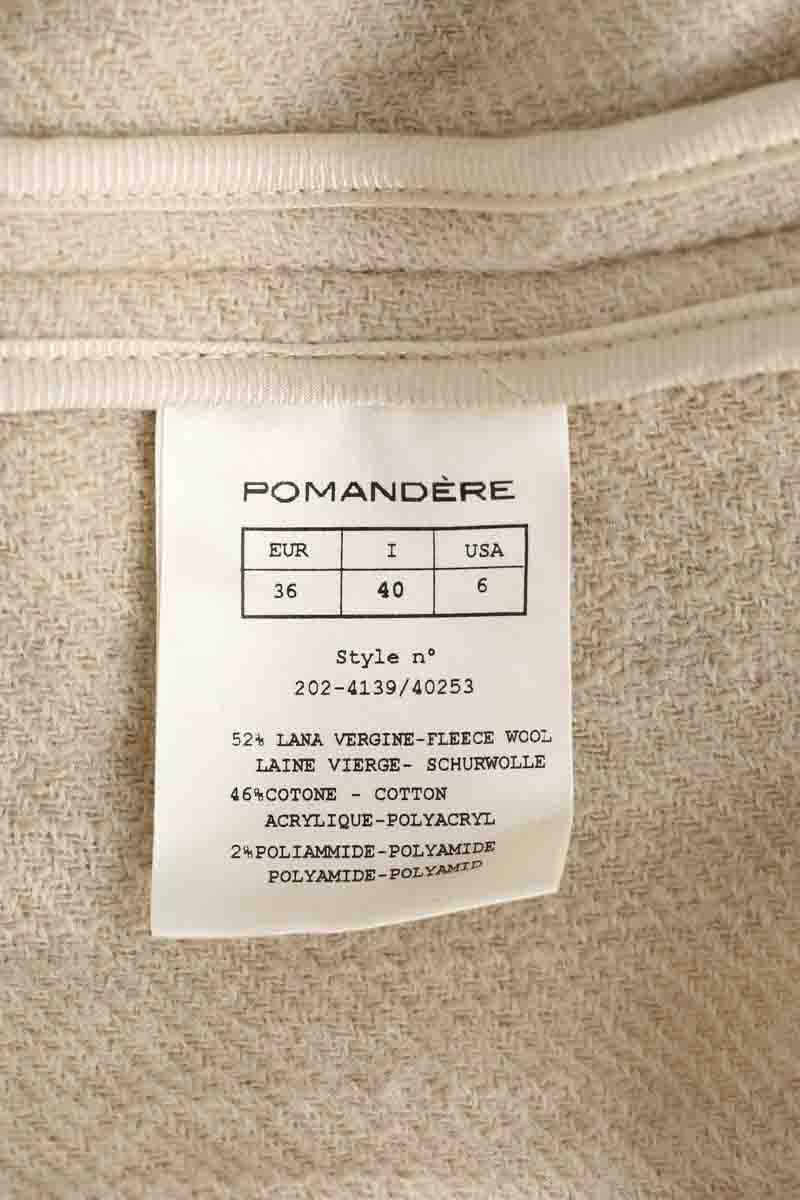 POMANDÈRE
EUR I USA
36 40 6
Style n°
202-4139/40253
52% LANA VERGINE-FLEECE WOOL
LAINE VIERGE- SCHURWOLLE
46%COTONE - COTTON
ACRYLIQUE-POLYACRYL
2%POLIAMMIDE-POLYAMIDE
POLYAMIDE-POLYAMID